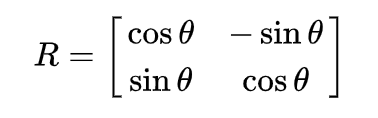 R = [ cos θ  − sin θ ]
[ sin θ  cos θ ]